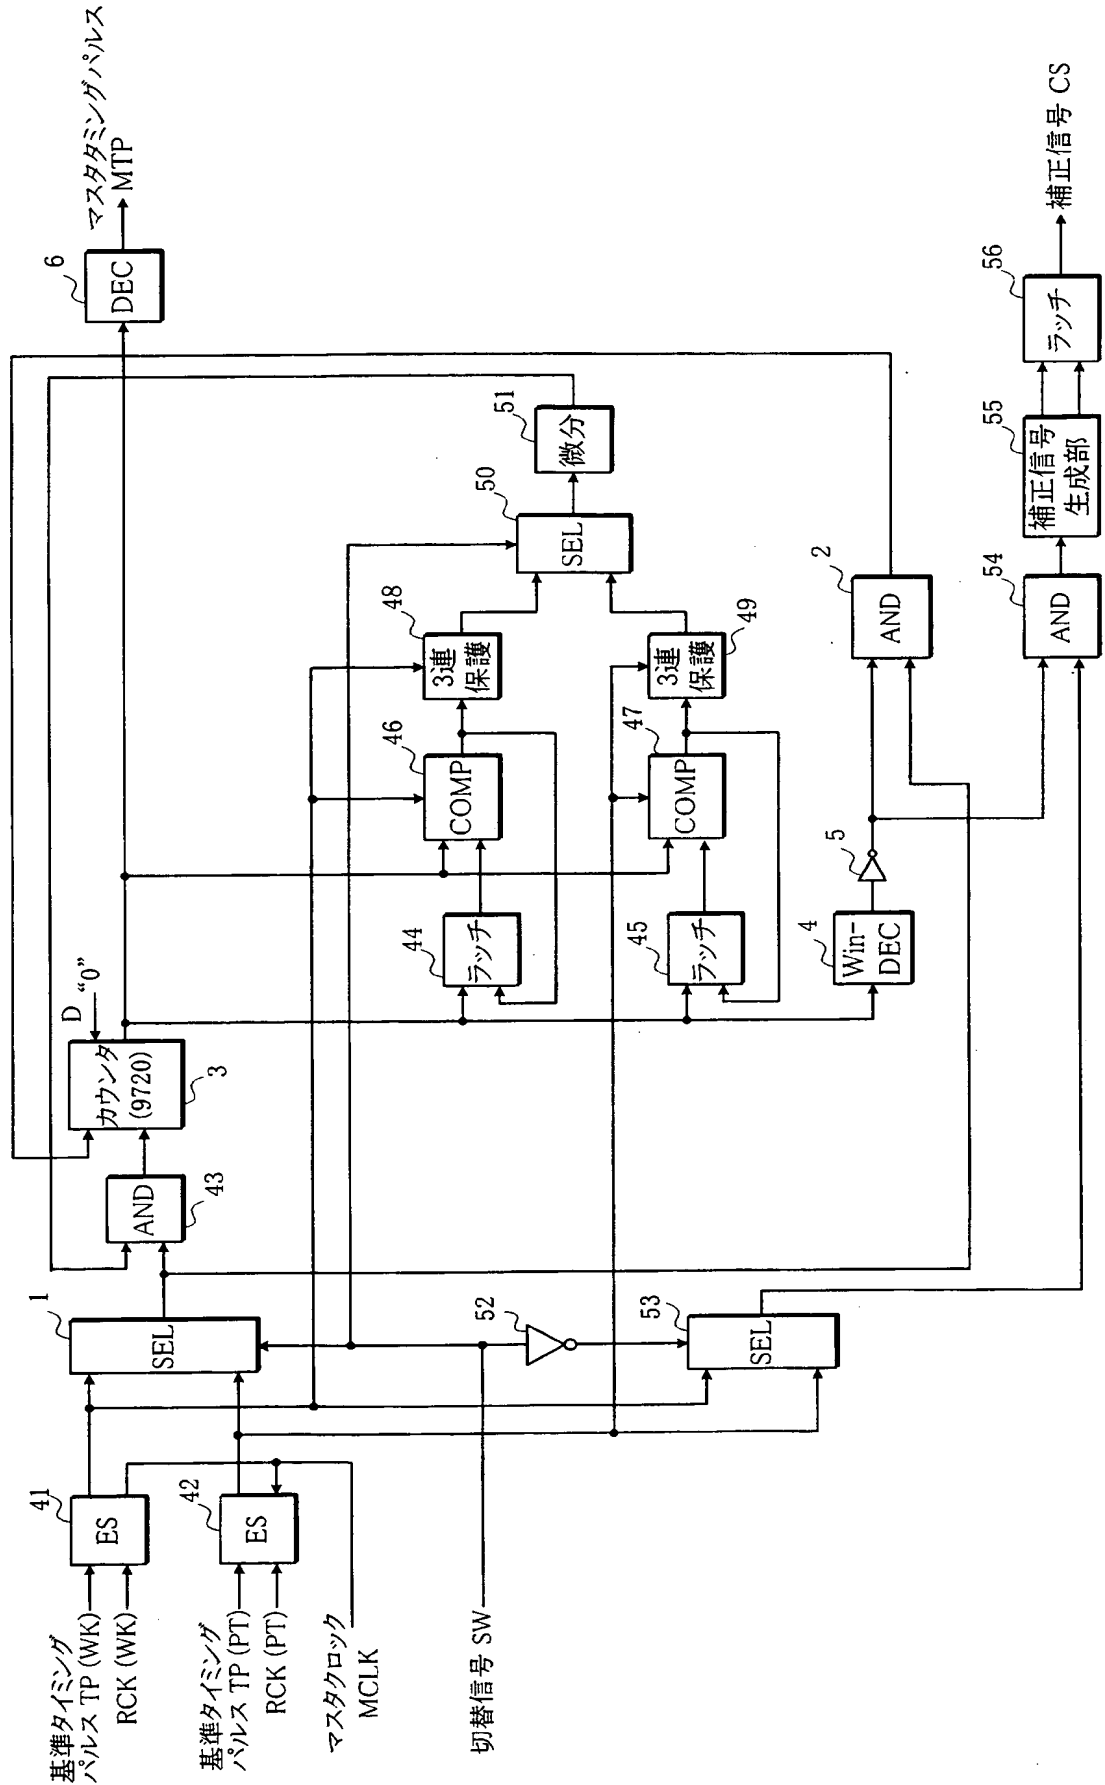 基準タイミング
パルス TP (WK)
RCK (WK)
基準タイミング
パルス TP (PT)
RCK (PT)
マスタクロック
MCLK
切替信号 SW
41
ES
42
ES
1
SEL
52
53
SEL
AND
43
カウンタ
(9720)
3
D
“0”
44
ラッチ
45
ラッチ
4
Win-
DEC
5
46
COMP
47
COMP
48
3連
保護
3連
保護
49
50
SEL
51
微分
2
AND
54
AND
55
補正信号
生成部
56
ラッチ
補正信号 CS
6
DEC
マスタタミングパルス
MTP